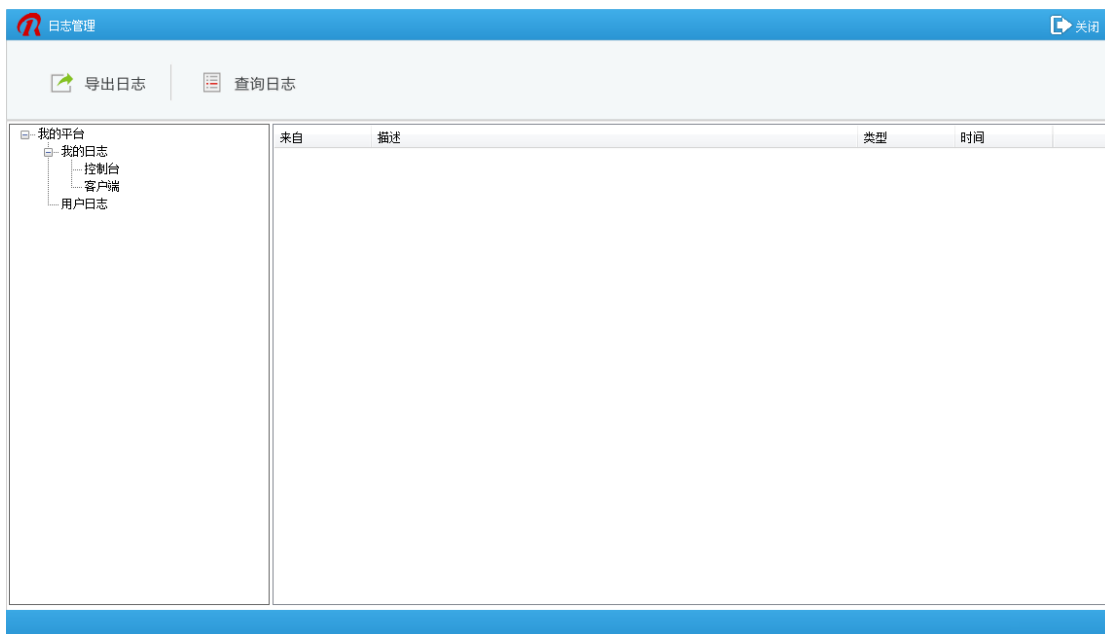 日志管理 关闭
导出日志 查询日志
我的平台
我的日志
控制台
客户端
用户日志
来自 描述 类型 时间